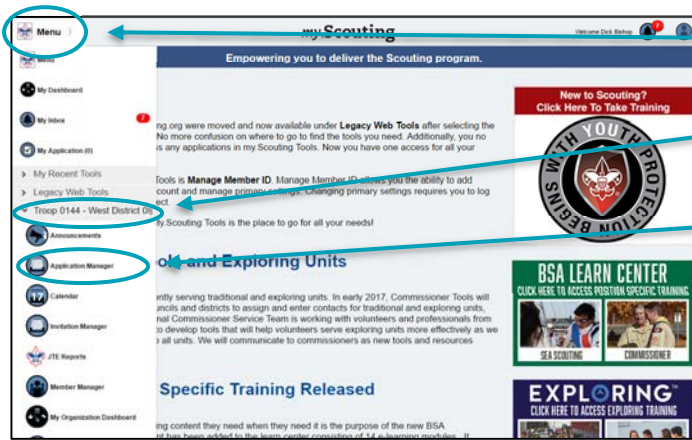 Menu
my.Scouting
Welcome Dick Bishop
Menu
Empowering you to deliver the Scouting program.
My Dashboard
My Inbox
My Application (0)
My Recent Tools
Legacy Web Tools
Troop 0144 - West District 08
Announcements
Application Manager
Calendar
17
Invitation Manager
JTE Reports
Member Manager
My Organization Dashboard
ng.org were moved and now available under Legacy Web Tools after selecting the
No more confusion on where to go to find the tools you need. Additionally, you no
s any applications in my.Scouting Tools. Now you have one access for all your
Tools is Manage Member ID. Manage Member ID allows you the ability to add
count and manage primary settings. Changing primary settings requires you to log
ect.
My.Scouting Tools is the place to go for all your needs!
ools and Exploring Units
ently serving traditional and exploring units. In early 2017, Commissioner Tools will
uncils and districts to assign and enter contacts for traditional and exploring units,
nal Commissioner Service Team is working with volunteers and professionals from
to develop tools that will help volunteers serve exploring units more effectively as we
o all units. We will communicate to commissioners as new tools and resources
Specific Training Released
ing content they need when they need it is the purpose of the new BSA
nt has been added to the learn center consisting of 14 e-learning modules. If
New to Scouting?
Click Here To Take Training
YOUTH PROTECTION BEGINS WITH YOU
BSA LEARN CENTER
CLICK HERE TO ACCESS POSITION SPECIFIC TRAINING
SEA SCOUTING
COMMISSIONER
EXPLORING
CLICK HERE TO ACCESS EXPLORING TRAINING